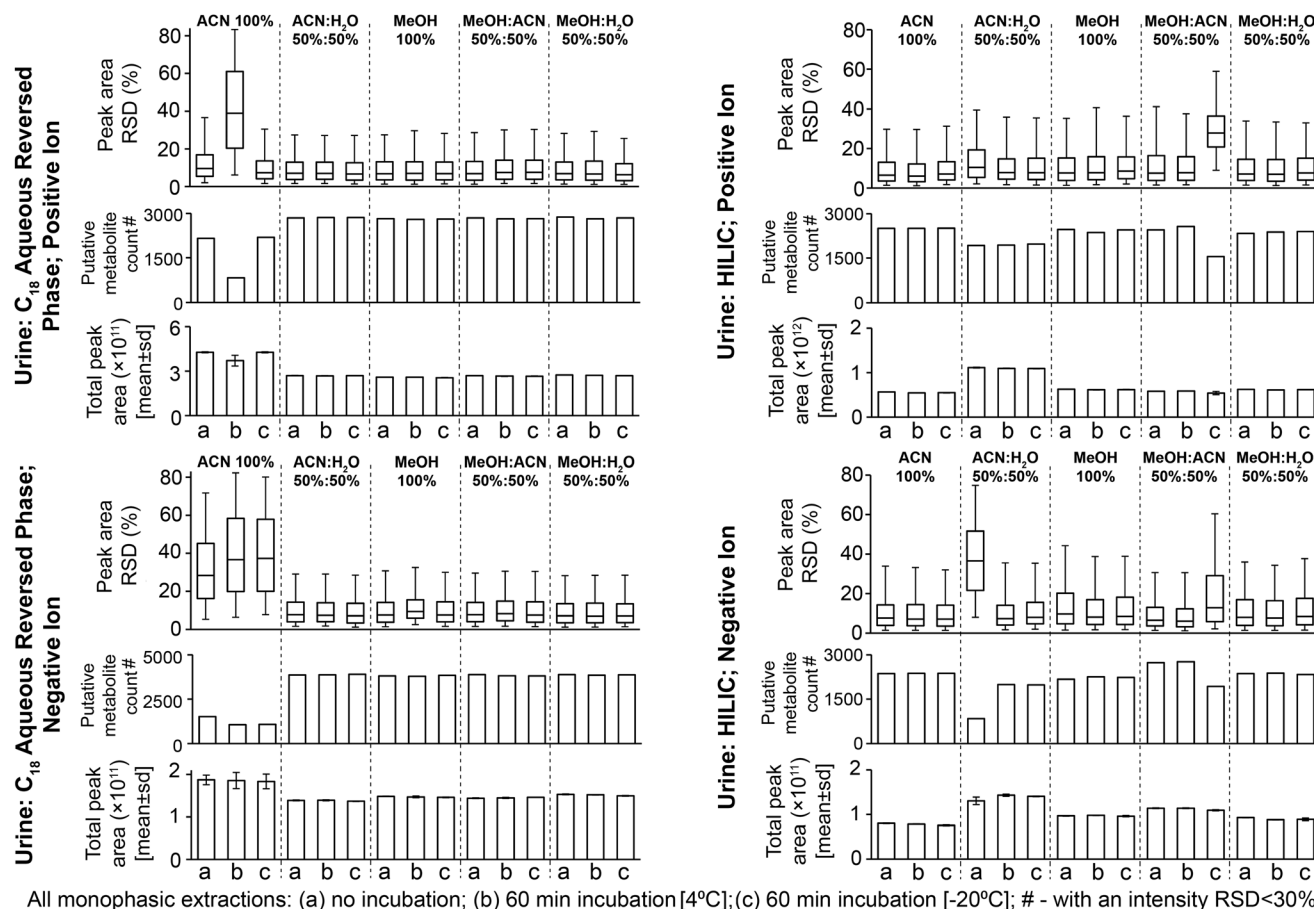 Urine: C18 Aqueous Reversed
Phase; Positive Ion
ACN 100%
ACN:H2O
50%:50%
MeOH
100%
MeOH:ACN
50%:50%
MeOH:H2O
50%:50%
Peak area
RSD (%)
80
60
40
20
0
Putative
metabolite
count#
3000
1500
0
Total peak
area (×10¹¹)
[mean±sd]
6
3
0
a b c a b c a b c a b c a b c
Urine: HILIC; Positive Ion
ACN
100%
ACN:H2O
50%:50%
MeOH
100%
MeOH:ACN
50%:50%
MeOH:H2O
50%:50%
Peak area
RSD (%)
80
60
40
20
0
Putative
metabolite
count#
3000
1500
0
Total peak
area (×10¹²)
[mean±sd]
2
1
0
a b c a b c a b c a b c a b c
Urine: C18 Aqueous Reversed Phase;
Negative Ion
ACN 100%
ACN:H2O
50%:50%
MeOH
100%
MeOH:ACN
50%:50%
MeOH:H2O
50%:50%
Peak area
RSD (%)
80
60
40
20
0
Putative
metabolite
count#
5000
2500
0
Total peak
area (×10¹¹)
[mean±sd]
2
1
0
a b c a b c a b c a b c a b c
Urine: HILIC; Negative Ion
ACN
100%
ACN:H2O
50%:50%
MeOH
100%
MeOH:ACN
50%:50%
MeOH:H2O
50%:50%
Peak area
RSD (%)
80
60
40
20
0
Putative
metabolite
count#
3000
1500
0
Total peak
area (×10¹¹)
[mean±sd]
2
1
0
a b c a b c a b c a b c a b c
All monophasic extractions: (a) no incubation; (b) 60 min incubation [4ºC]; (c) 60 min incubation [-20ºC]; # - with an intensity RSD<30%